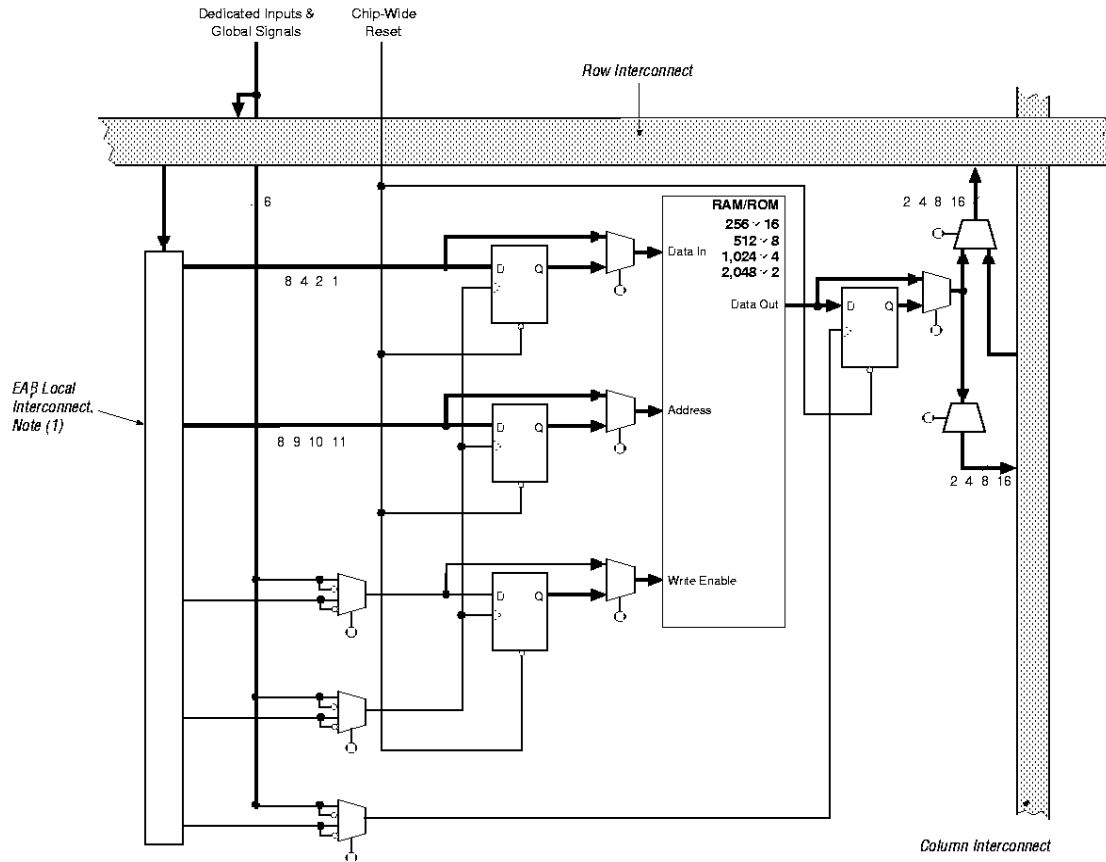 Dedicated Inputs &
Global Signals
Chip-Wide
Reset
Row Interconnect
6
2 4 8 16
RAM/ROM
256 × 16
512 × 8
1,024 × 4
2,048 × 2
Data In
D Q
8 4 2 1
Data Out
D Q
EAB Local
Interconnect,
Note (1)
Address
D Q
8 9 10 11
2 4 8 16
Write Enable
D Q
Column Interconnect